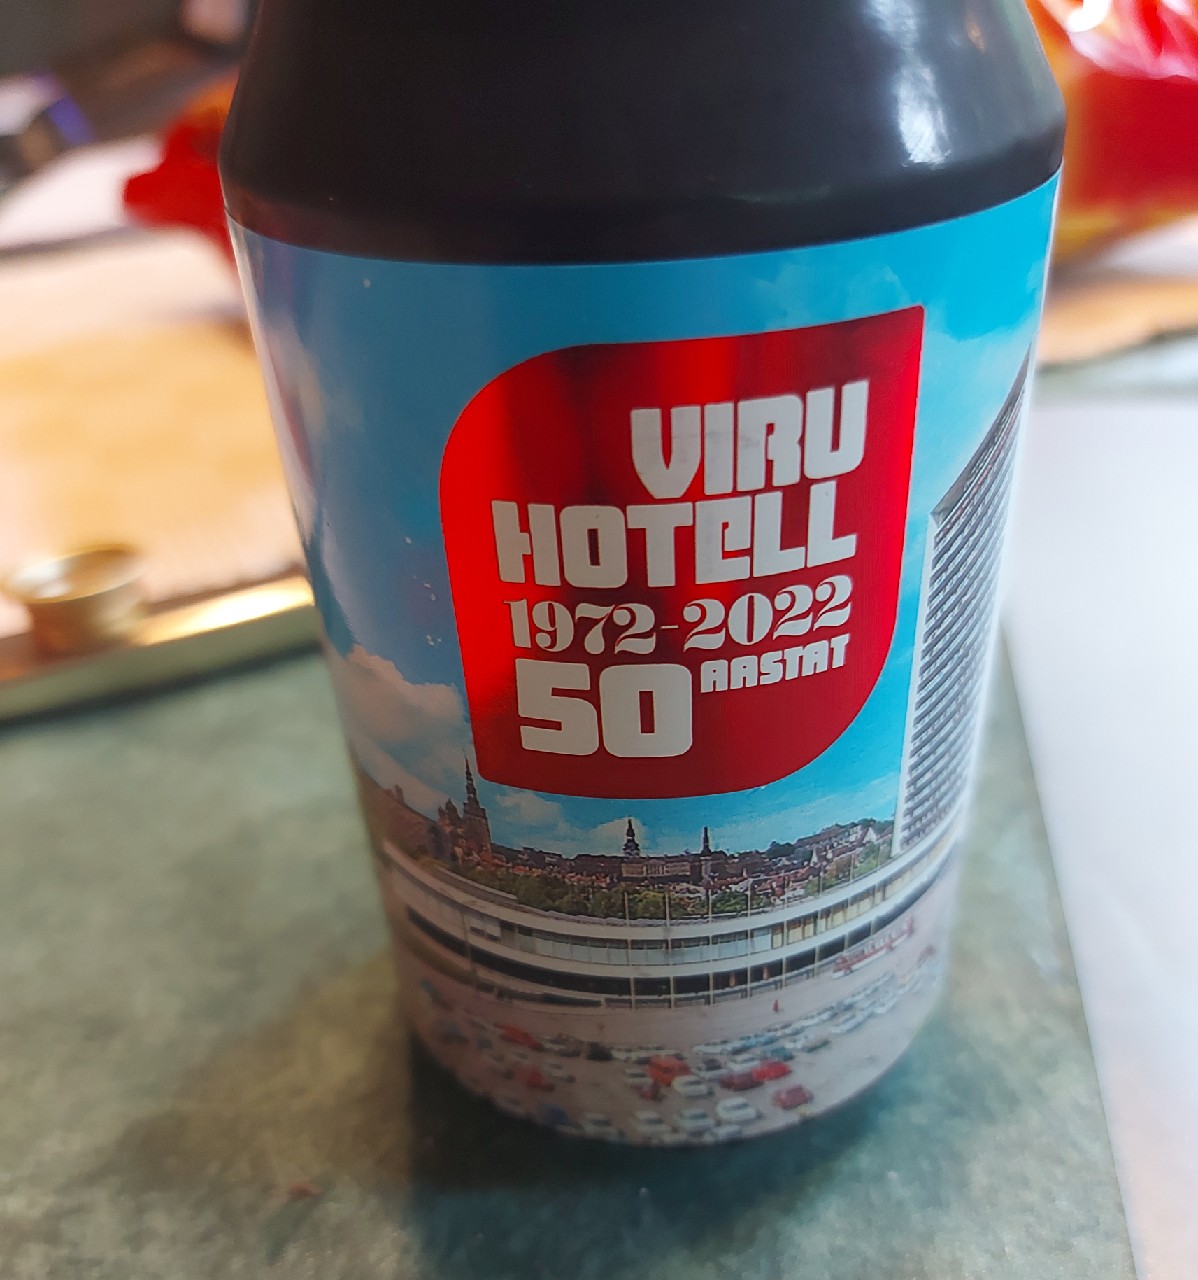 VIRU
HOTELL
1972-2022
50 AASTAT